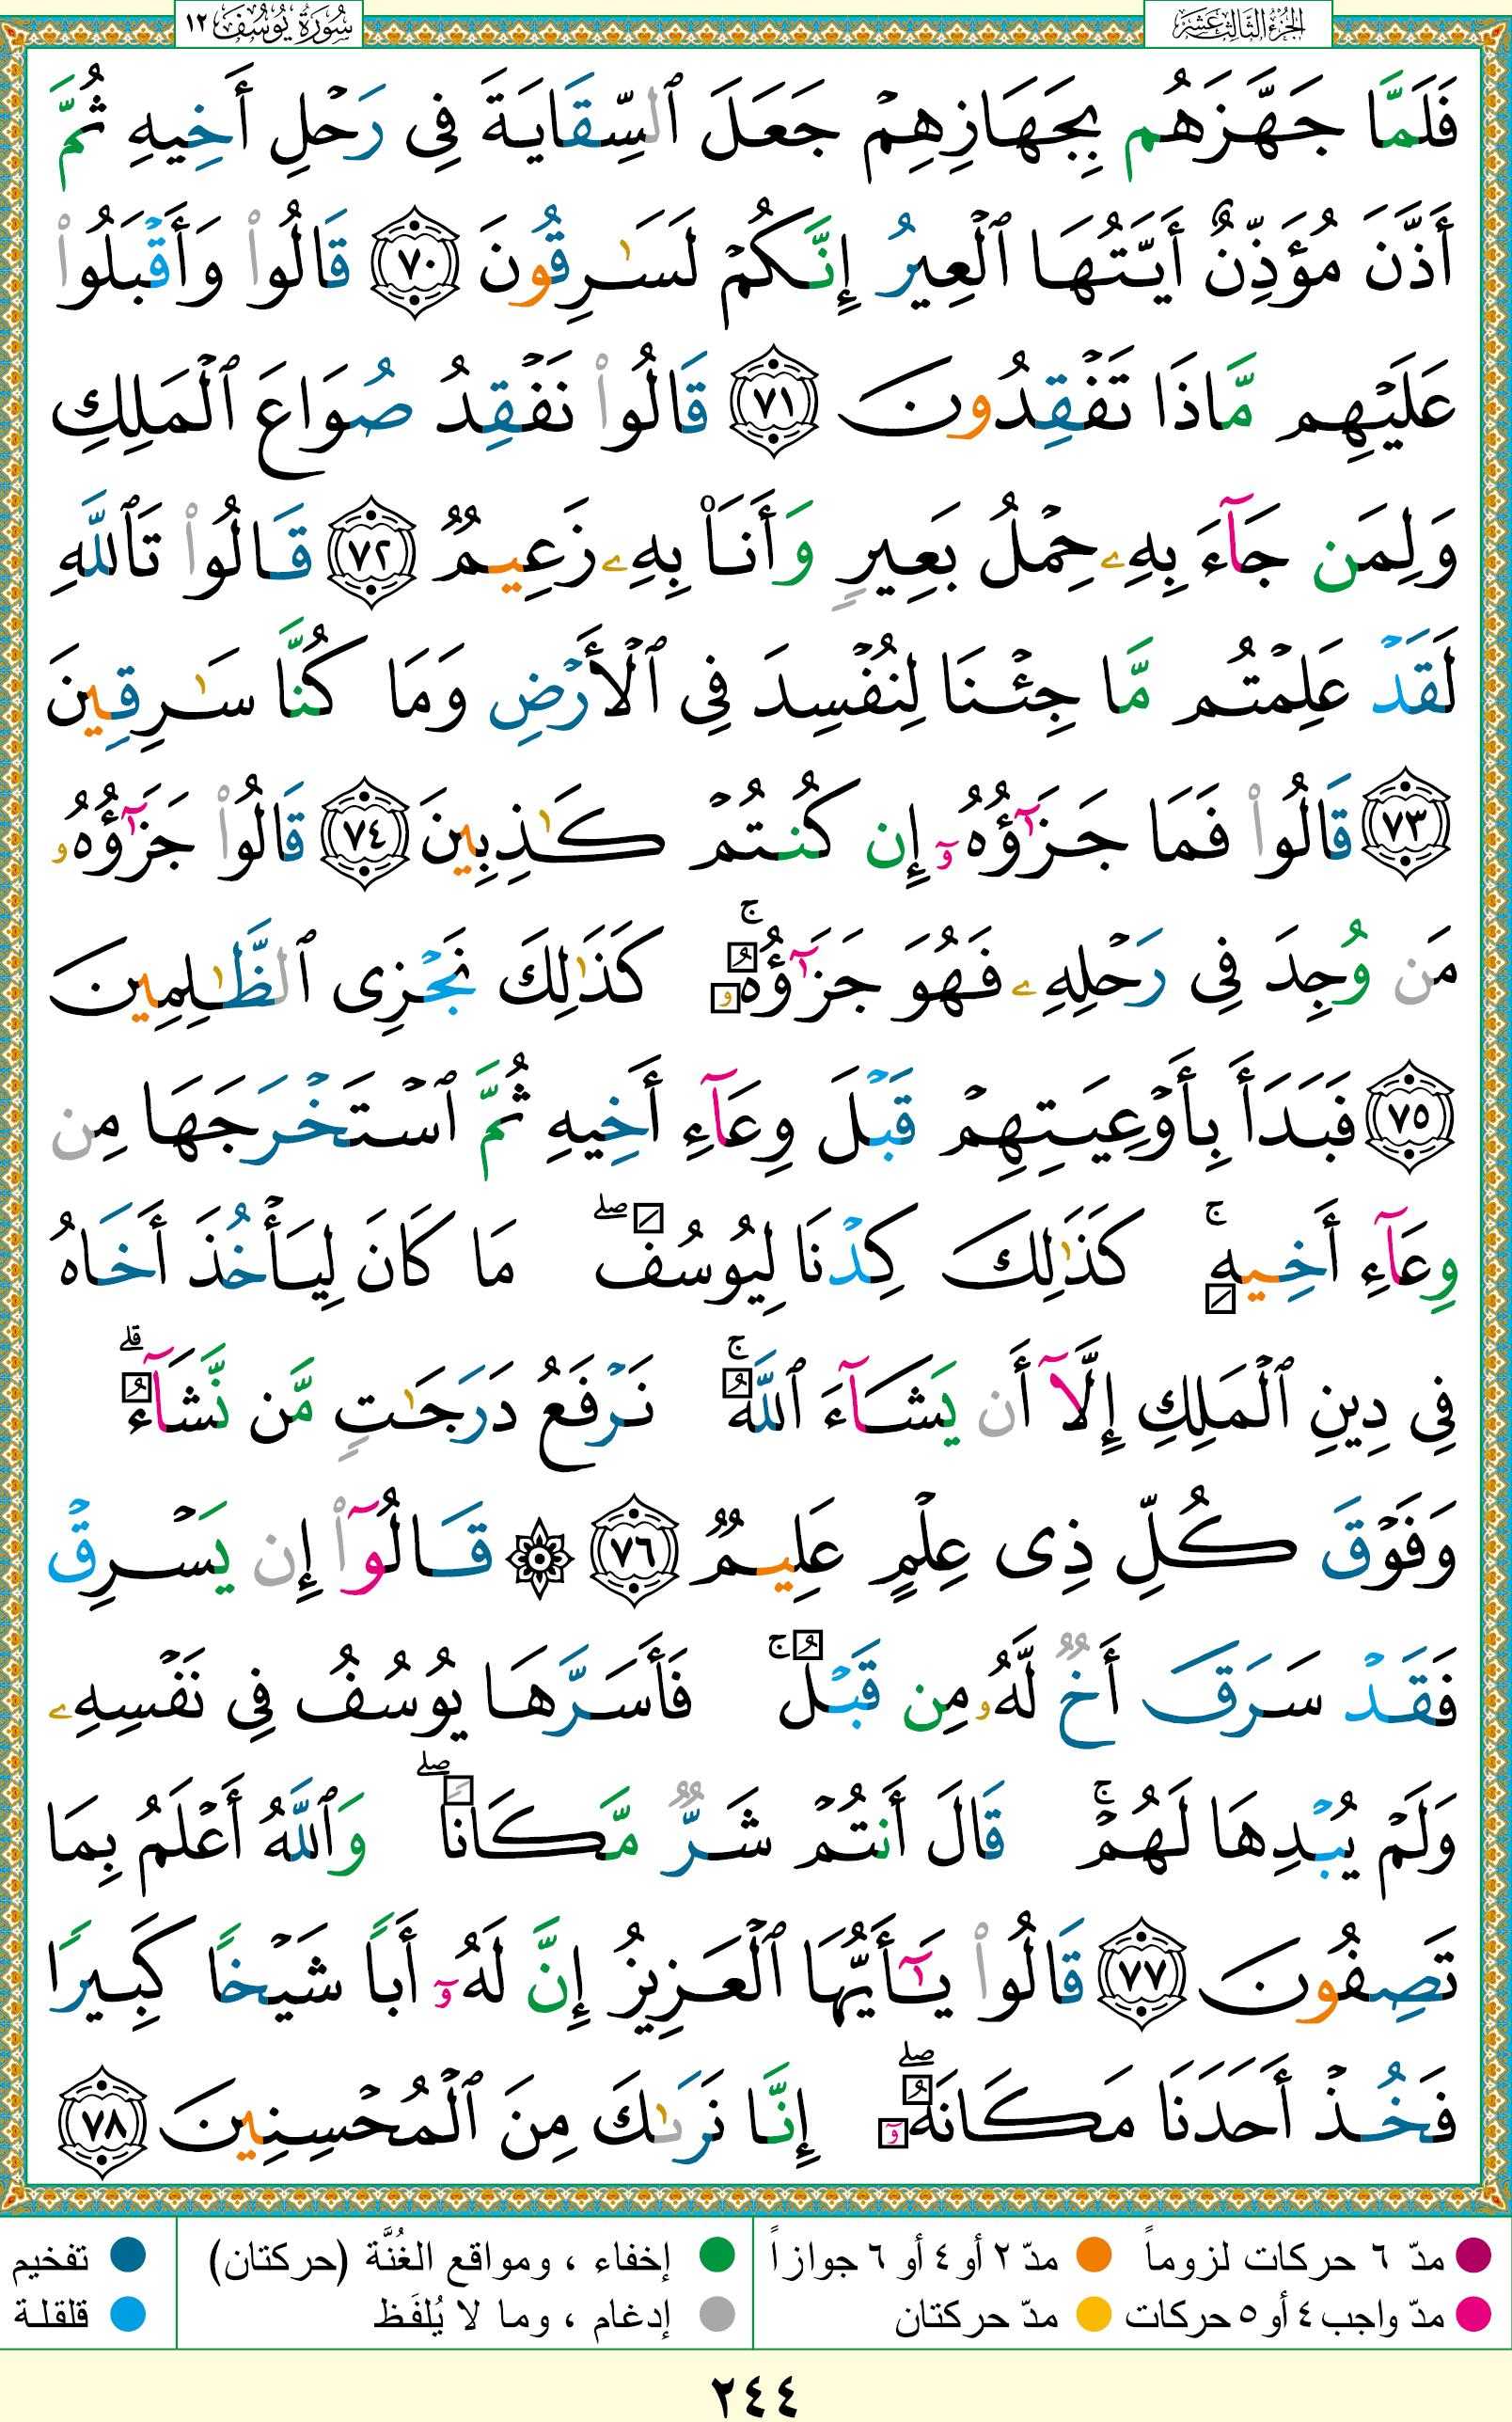 الجزء الثالث عشر
سورة يوسف ١٢
فَلَمَّا جَهَّزَهُم بِجَهَازِهِمْ جَعَلَ ٱلسِّقَايَةَ فِى رَحْلِ أَخِيهِ ثُمَّ
أَذَّنَ مُؤَذِّنٌ أَيَّتُهَا ٱلْعِيرُ إِنَّكُمْ لَسَـٰرِقُونَ ٧٠ قَالُوا۟ وَأَقْبَلُوا۟
عَلَيْهِم مَّاذَا تَفْقِدُونَ ٧١ قَالُوا۟ نَفْقِدُ صُوَاعَ ٱلْمَلِكِ
وَلِمَن جَآءَ بِهِۦ حِمْلُ بَعِيرٍ وَأَنَا۠ بِهِۦ زَعِيمٌ ٧٢ قَالُوا۟ تَٱللَّهِ
لَقَدْ عَلِمْتُم مَّا جِئْنَا لِنُفْسِدَ فِى ٱلْأَرْضِ وَمَا كُنَّا سَـٰرِقِينَ
٧٣ قَالُوا۟ فَمَا جَزَٰٓؤُهُۥٓ إِن كُنتُمْ كَـٰذِبِينَ ٧٤ قَالُوا۟ جَزَٰٓؤُهُۥ
مَن وُجِدَ فِى رَحْلِهِۦ فَهُوَ جَزَٰٓؤُهُۥ ۚ كَذَٰلِكَ نَجْزِى ٱلظَّـٰلِمِينَ
٧٥ فَبَدَأَ بِأَوْعِيَتِهِمْ قَبْلَ وِعَآءِ أَخِيهِ ثُمَّ ٱسْتَخْرَجَهَا مِن
وِعَآءِ أَخِيهِ ۚ كَذَٰلِكَ كِدْنَا لِيُوسُفَ ۖ مَا كَانَ لِيَأْخُذَ أَخَاهُ
فِى دِينِ ٱلْمَلِكِ إِلَّآ أَن يَشَآءَ ٱللَّهُ ۚ نَرْفَعُ دَرَجَـٰتٍ مَّن نَّشَآءُ ۗ
وَفَوْقَ كُلِّ ذِى عِلْمٍ عَلِيمٌ ٧٦ ۞ قَالُوٓا۟ إِن يَسْرِقْ
فَقَدْ سَرَقَ أَخٌ لَّهُۥ مِن قَبْلُ ۚ فَأَسَرَّهَا يُوسُفُ فِى نَفْسِهِۦ
وَلَمْ يُبْدِهَا لَهُمْ ۚ قَالَ أَنتُمْ شَرٌّ مَّكَانًا ۖ وَٱللَّهُ أَعْلَمُ بِمَا
تَصِفُونَ ٧٧ قَالُوا۟ يَـٰٓأَيُّهَا ٱلْعَزِيزُ إِنَّ لَهُۥٓ أَبًا شَيْخًا كَبِيرًا
فَخُذْ أَحَدَنَا مَكَانَهُۥٓ ۖ إِنَّا نَرَىٰكَ مِنَ ٱلْمُحْسِنِينَ ٧٨
مدّ ٦ حركات لزوماً مدّ ٢ أو ٤ أو ٦ جوازاً إخفاء ، ومواقع الغُنَّة (حركتان) تفخيم
مدّ واجب ٤ أو ٥ حركات مدّ حركتان إدغام ، وما لا يُلفَظ قلقلة
٢٤٤